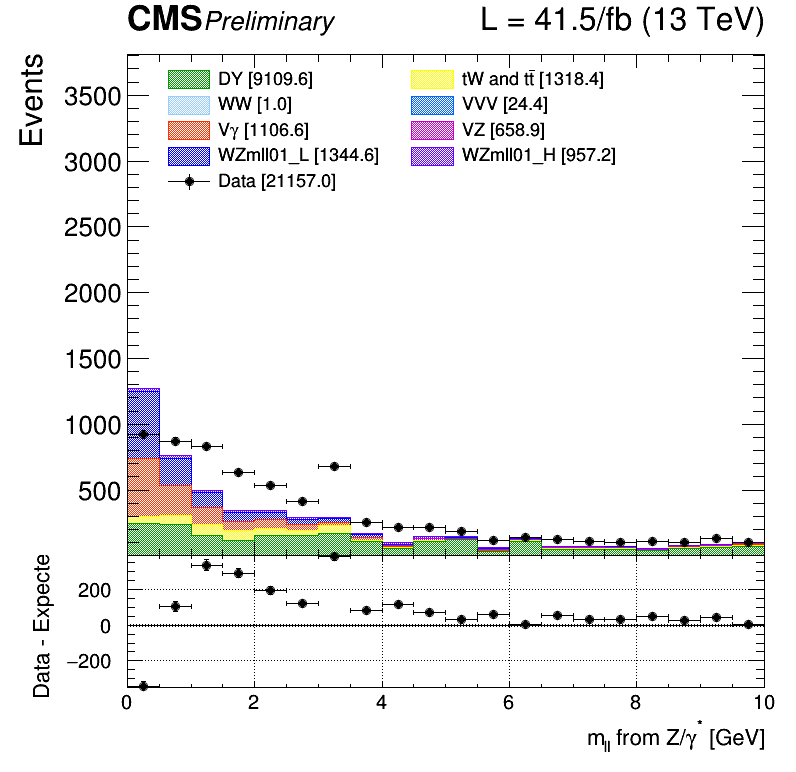 CMS Preliminary L = 41.5/fb (13 TeV)
Events
3500
3000
2500
2000
1500
1000
500
DY [9109.6]
tW and tt̄ [1318.4]
WW [1.0]
VVV [24.4]
Vγ [1106.6]
VZ [658.9]
WZmll01_L [1344.6]
WZmll01_H [957.2]
Data [21157.0]
Data - Expecte
200
0
−200
0 2 4 6 8 10
m_ll from Z/γ* [GeV]